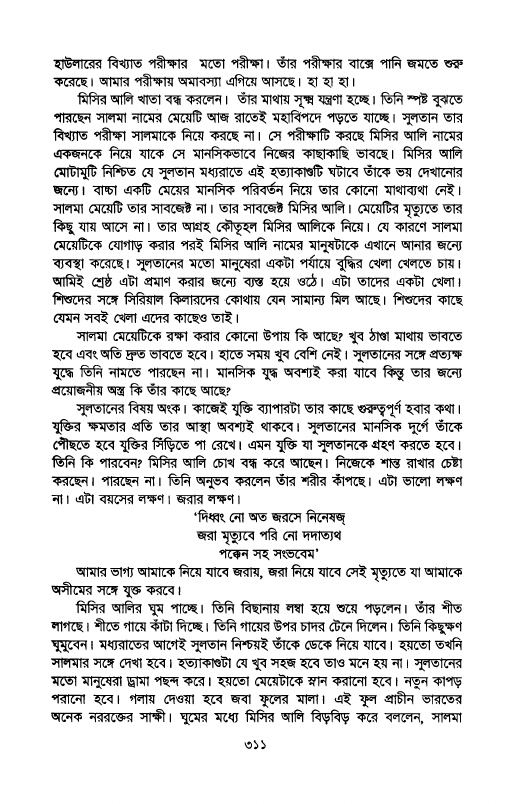 হাউলারের বিখ্যাত পরীক্ষার মতো পরীক্ষা। তাঁর পরীক্ষার বাক্সে পানি জমতে শুরু
করেছে। আমার পরীক্ষায় অমাবস্যা এগিয়ে আসছে। হা হা হা।
মিসির আলি খাতা বন্ধ করলেন। তাঁর মাথায় সূক্ষ্ম যন্ত্রণা হচ্ছে। তিনি স্পষ্ট বুঝতে
পারছেন সালমা নামের মেয়েটি আজ রাতেই মহাবিপদে পড়তে যাচ্ছে। সুলতান তার
বিখ্যাত পরীক্ষা সালমাকে নিয়ে করছে না। সে পরীক্ষাটি করছে মিসির আলি নামের
একজনকে নিয়ে যাকে সে মানসিকভাবে নিজের কাছাকাছি ভাবছে। মিসির আলি
মোটামুটি নিশ্চিত যে সুলতান মধ্যরাতে এই হত্যাকাণ্ডটি ঘটাবে তাঁকে ভয় দেখানোর
জন্যে। বাচ্চা একটি মেয়ের মানসিক পরিবর্তন নিয়ে তার কোনো মাথাব্যথা নেই।
সালমা মেয়েটি তার সাবজেক্ট না। তার সাবজেক্ট মিসির আলি। মেয়েটির মৃত্যুতে তার
কিছু যায় আসে না। তার আগ্রহ কৌতূহল মিসির আলিকে নিয়ে। যে কারণে সালমা
মেয়েটিকে যোগাড় করার পরই মিসির আলি নামের মানুষটাকে এখানে আনার জন্যে
ব্যবস্থা করেছে। সুলতানের মতো মানুষেরা একটা পর্যায়ে বুদ্ধির খেলা খেলতে চায়।
আমিই শ্রেষ্ঠ এটা প্রমাণ করার জন্যে ব্যস্ত হয়ে ওঠে। এটা তাদের একটা খেলা।
শিশুদের সঙ্গে সিরিয়াল কিলারদের কোথায় যেন সামান্য মিল আছে। শিশুদের কাছে
যেমন সবই খেলা এদের কাছেও তাই।
সালমা মেয়েটিকে রক্ষা করার কোনো উপায় কি আছে? খুব ঠাণ্ডা মাথায় ভাবতে
হবে এবং অতি দ্রুত ভাবতে হবে। হাতে সময় খুব বেশি নেই। সুলতানের সঙ্গে প্রত্যক্ষ
যুদ্ধে তিনি নামতে পারছেন না। মানসিক যুদ্ধ অবশ্যই করা যাবে কিন্তু তার জন্যে
প্রয়োজনীয় অস্ত্র কি তাঁর কাছে আছে?
সুলতানের বিষয় অংক। কাজেই যুক্তি ব্যাপারটা তার কাছে গুরুত্বপূর্ণ হবার কথা।
যুক্তির ক্ষমতার প্রতি তার আস্থা অবশ্যই থাকবে। সুলতানের মানসিক দুর্গে তাঁকে
পৌছতে হবে যুক্তির সিঁড়িতে পা রেখে। এমন যুক্তি যা সুলতানকে গ্রহণ করতে হবে।
তিনি কি পারবেন? মিসির আলি চোখ বন্ধ করে আছেন। নিজেকে শান্ত রাখার চেষ্টা
করছেন। পারছেন না। তিনি অনুভব করলেন তাঁর শরীর কাঁপছে। এটা ভালো লক্ষণ
না। এটা বয়সের লক্ষণ। জরার লক্ষণ।
‘দিধ্বং নো অত জরসে নিনেষজ্
জরা মৃত্যুবে পরি নো দদাত্যথ
পক্কেন সহ সংভবেম’
আমার ভাগ্য আমাকে নিয়ে যাবে জরায়, জরা নিয়ে যাবে সেই মৃত্যুতে যা আমাকে
অসীমের সঙ্গে যুক্ত করবে।
মিসির আলির ঘুম পাচ্ছে। তিনি বিছানায় লম্বা হয়ে শুয়ে পড়লেন। তাঁর শীত
লাগছে। শীতে গায়ে কাঁটা দিচ্ছে। তিনি গায়ের উপর চাদর টেনে দিলেন। তিনি কিছুক্ষণ
ঘুমুবেন। মধ্যরাতের আগেই সুলতান নিশ্চয়ই তাঁকে ডেকে নিয়ে যাবে। হয়তো তখনি
সালমার সঙ্গে দেখা হবে। হত্যাকাণ্ডটা যে খুব সহজ হবে তাও মনে হয় না। সুলতানের
মতো মানুষেরা ড্রামা পছন্দ করে। হয়তো মেয়েটাকে স্নান করানো হবে। নতুন কাপড়
পরানো হবে। গলায় দেওয়া হবে জবা ফুলের মালা। এই ফুল প্রাচীন ভারতের
অনেক নররক্তের সাক্ষী। ঘুমের মধ্যে মিসির আলি বিড়বিড় করে বললেন, সালমা
৩১১